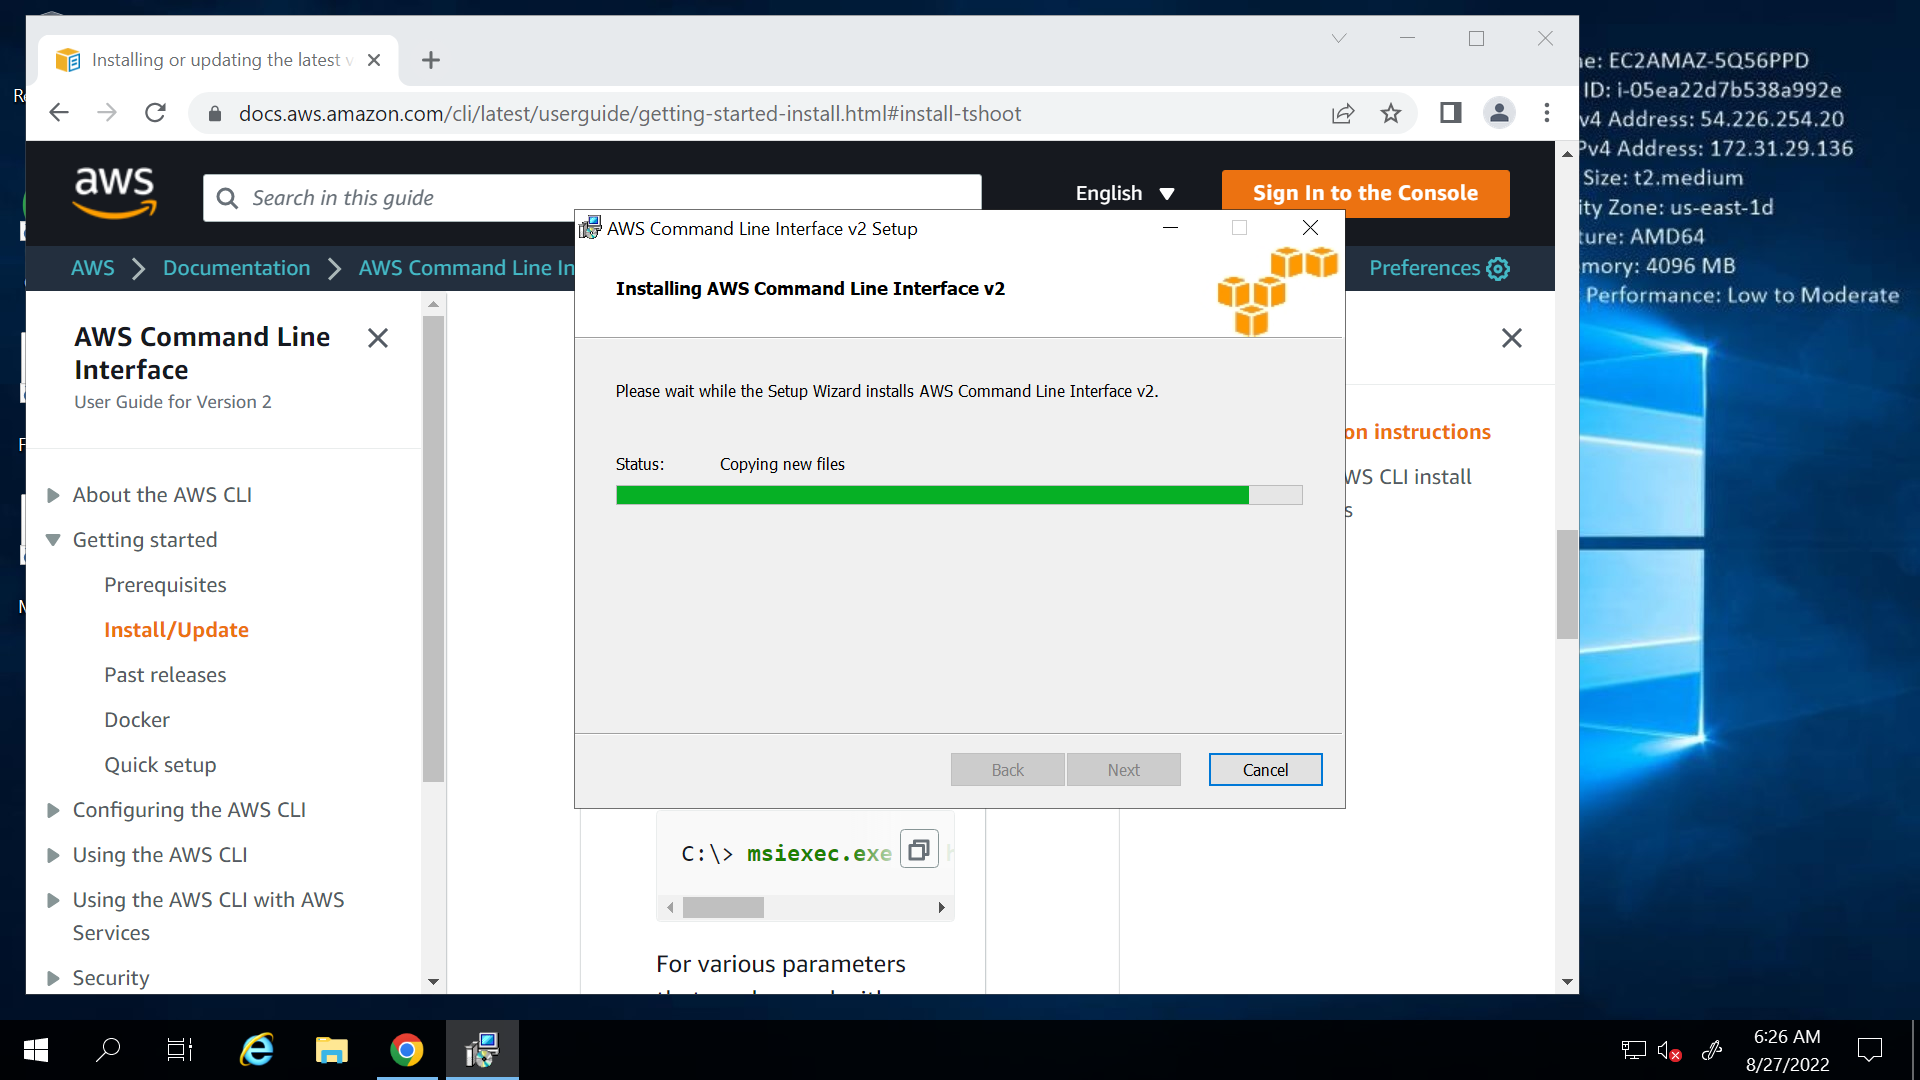 Installing or updating the latest v
docs.aws.amazon.com/cli/latest/userguide/getting-started-install.html#install-tshoot
aws
Search in this guide
English
Sign In to the Console
AWS
Documentation
AWS Command Line In
Preferences
AWS Command Line
Interface
User Guide for Version 2
About the AWS CLI
Getting started
Prerequisites
Install/Update
Past releases
Docker
Quick setup
Configuring the AWS CLI
Using the AWS CLI
Using the AWS CLI with AWS
Services
Security
AWS Command Line Interface v2 Setup
Installing AWS Command Line Interface v2
Please wait while the Setup Wizard installs AWS Command Line Interface v2.
Status: Copying new files
Back
Next
Cancel
on instructions
WS CLI install
s
C:\> msiexec.exe
For various parameters
ne: EC2AMAZ-5Q56PPD
ID: i-05ea22d7b538a992e
v4 Address: 54.226.254.20
Pv4 Address: 172.31.29.136
Size: t2.medium
ity Zone: us-east-1d
ture: AMD64
mory: 4096 MB
Performance: Low to Moderate
6:26 AM
8/27/2022